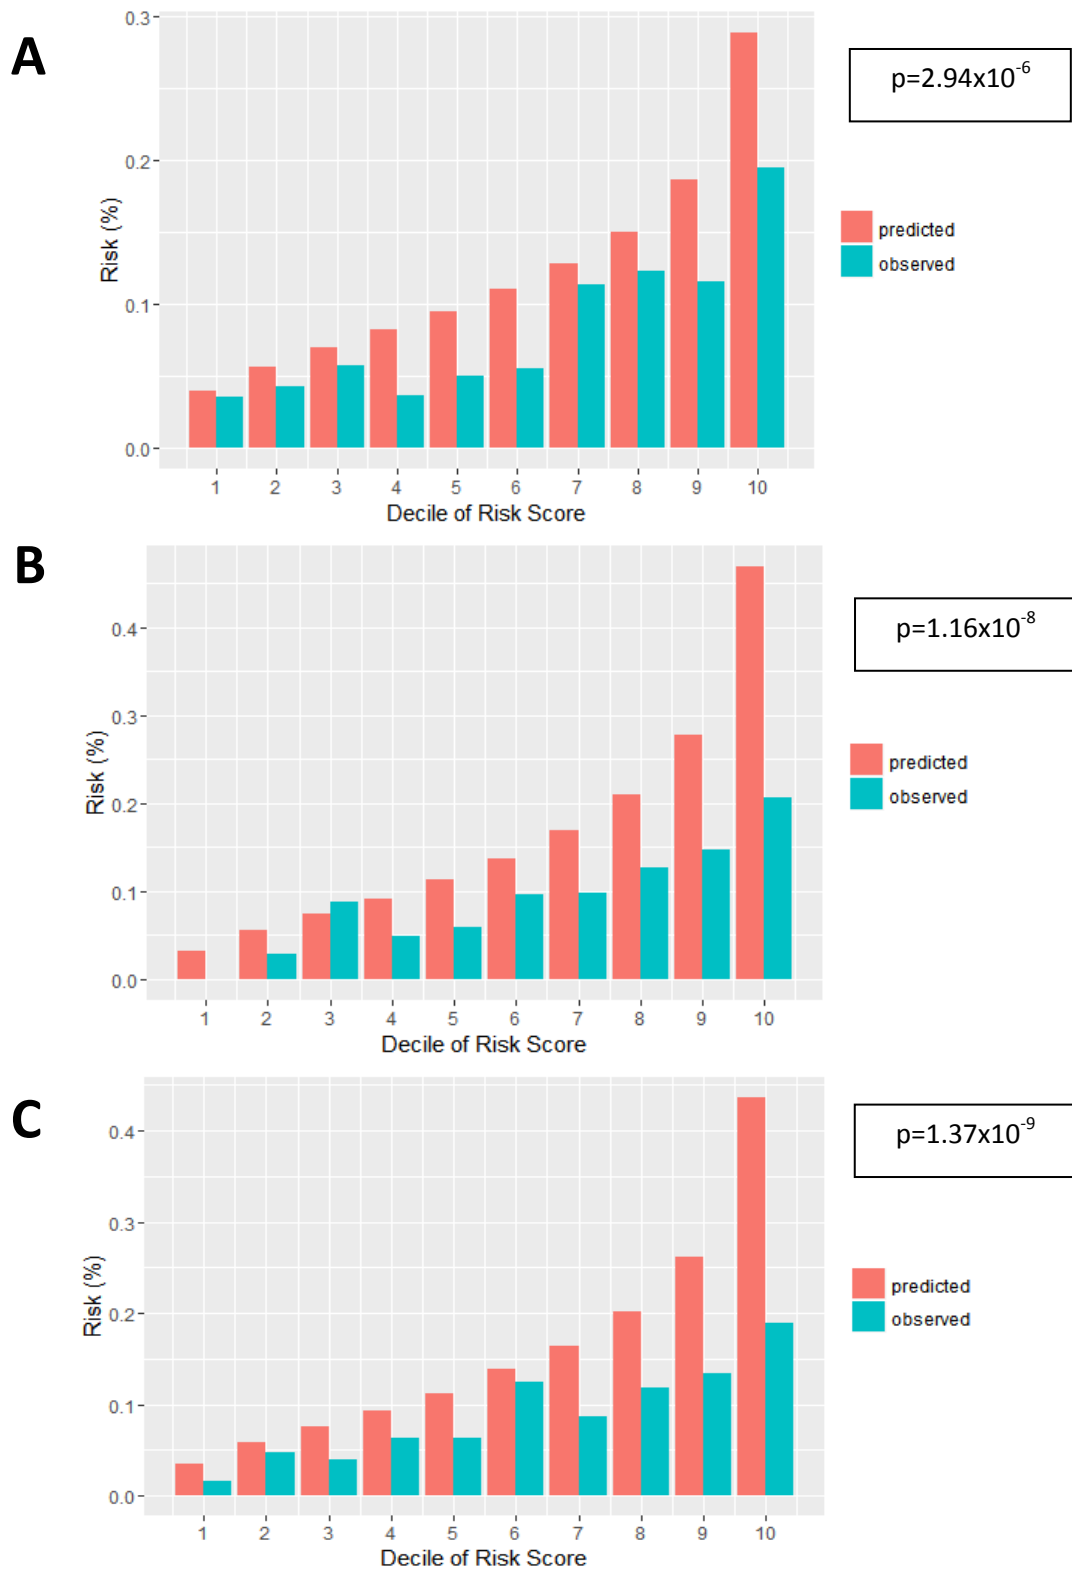 A
p=2.94x10⁻⁶
0.3
0.2
0.1
0.0
Risk (%)
1 2 3 4 5 6 7 8 9 10
Decile of Risk Score
predicted
observed
B
p=1.16x10⁻⁸
0.4
0.3
0.2
0.1
0.0
Risk (%)
1 2 3 4 5 6 7 8 9 10
Decile of Risk Score
predicted
observed
C
p=1.37x10⁻⁹
0.4
0.3
0.2
0.1
0.0
Risk (%)
1 2 3 4 5 6 7 8 9 10
Decile of Risk Score
predicted
observed